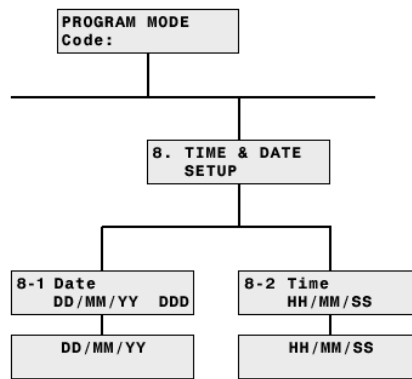 PROGRAM MODE
Code:
8. TIME & DATE
SETUP
8-1 Date
DD/MM/YY DDD
8-2 Time
HH/MM/SS
DD/MM/YY
HH/MM/SS